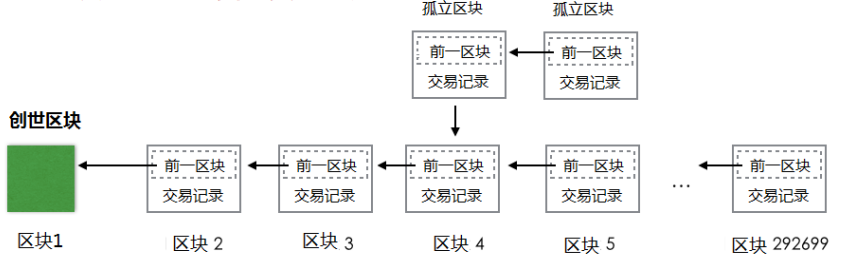 孤立区块 孤立区块
前一区块 前一区块
交易记录 交易记录
创世区块
前一区块 前一区块 前一区块 前一区块 前一区块
交易记录 交易记录 交易记录 交易记录 ... 交易记录
区块1 区块 2 区块 3 区块 4 区块 5 区块 292699